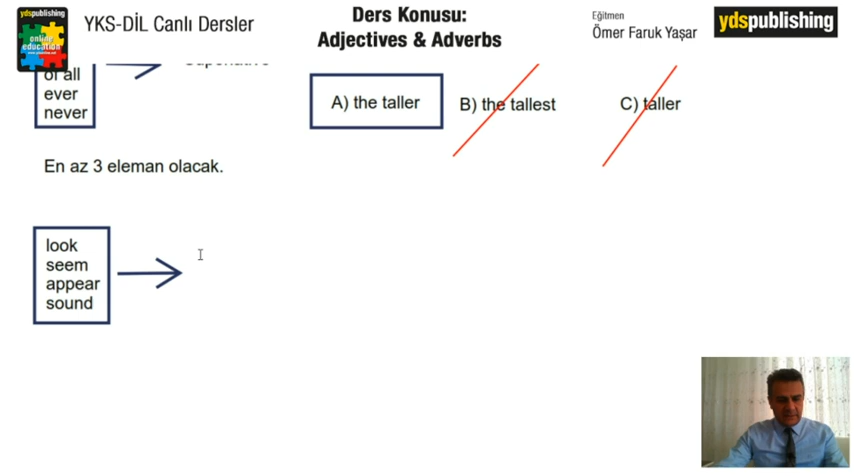 ydspublishing
online
education
YKS-DİL Canlı Dersler
Ders Konusu:
Adjectives & Adverbs
Eğitmen
Ömer Faruk Yaşar
ydspublishing
of all
ever
never
A) the taller
B) the tallest
C) taller
En az 3 eleman olacak.
look
seem
appear
sound